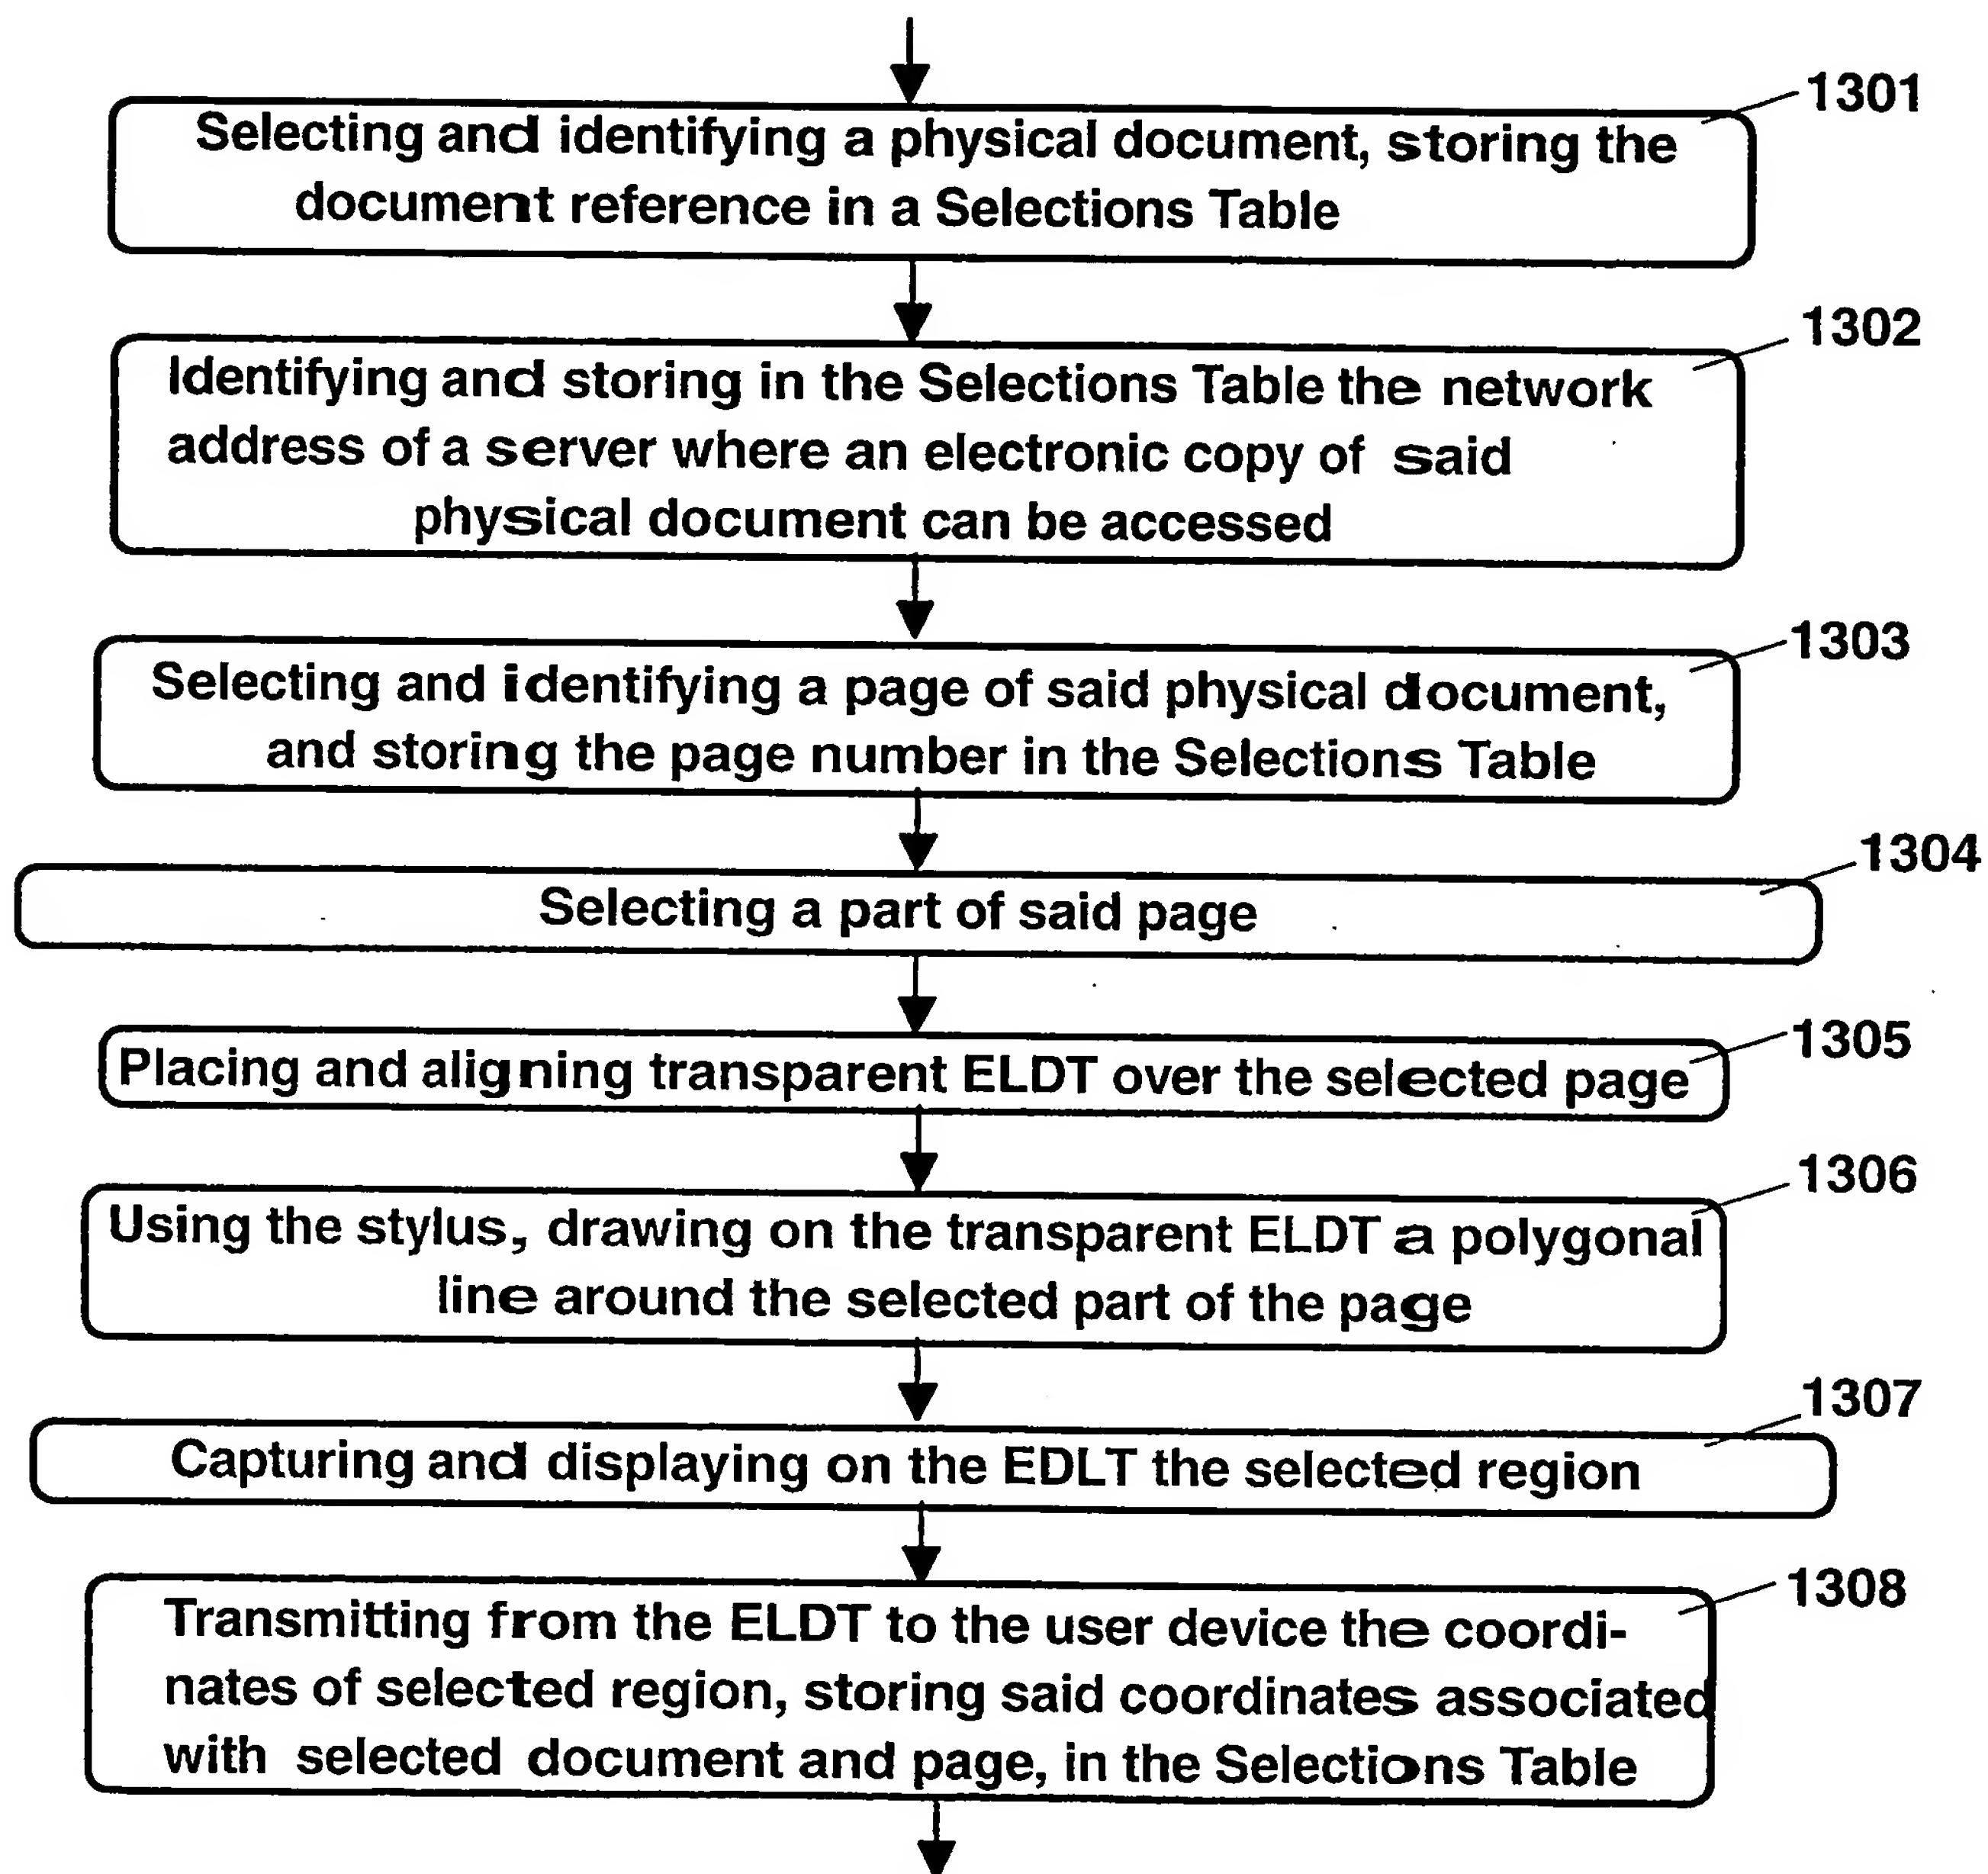 1301
Selecting and identifying a physical document, storing the
document reference in a Selections Table
1302
Identifying and storing in the Selections Table the network
address of a server where an electronic copy of said
physical document can be accessed
1303
Selecting and identifying a page of said physical document,
and storing the page number in the Selections Table
1304
Selecting a part of said page
1305
Placing and aligning transparent ELDT over the selected page
1306
Using the stylus, drawing on the transparent ELDT a polygonal
line around the selected part of the page
1307
Capturing and displaying on the EDLT the selected region
1308
Transmitting from the ELDT to the user device the coordi-
nates of selected region, storing said coordinates associated
with selected document and page, in the Selections Table